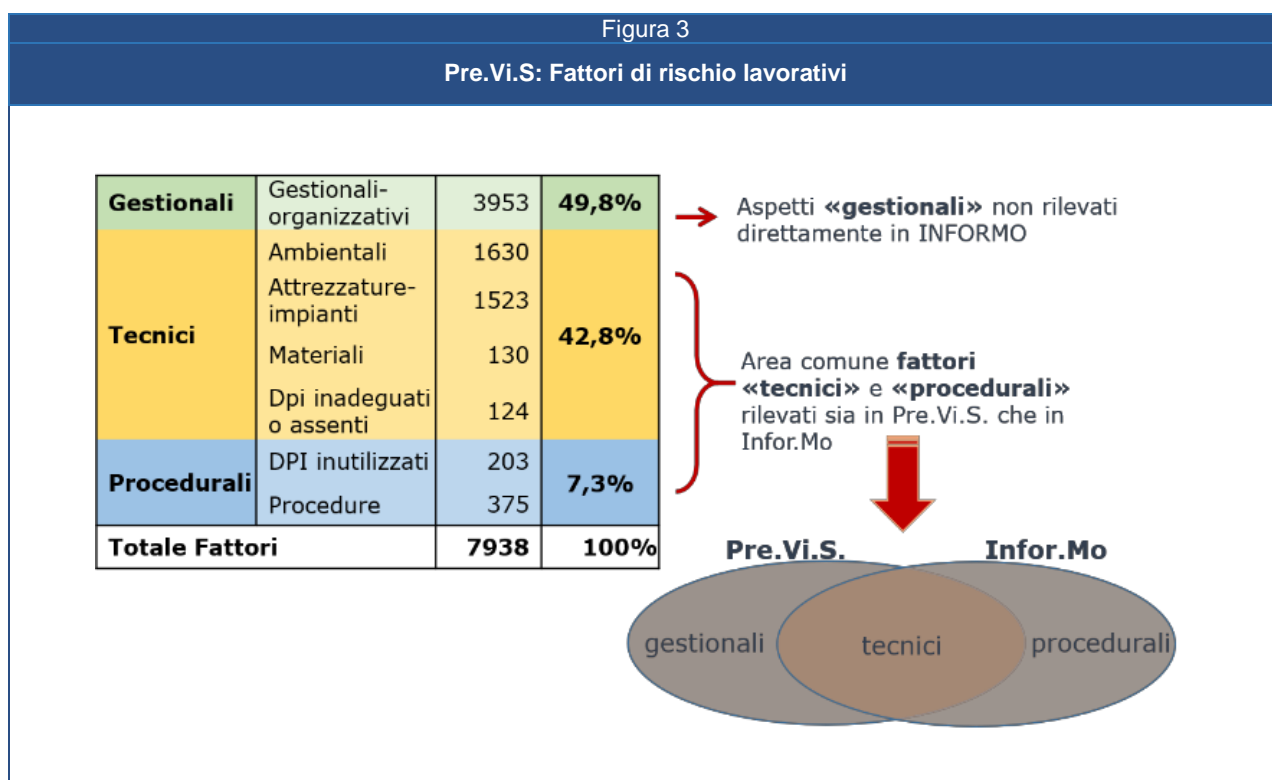 Figura 3
Pre.Vi.S: Fattori di rischio lavorativi
Gestionali
Gestionali-
organizzativi
3953
49,8%
Tecnici
Ambientali
1630
Attrezzature-
impianti
1523
Materiali
130
Dpi inadeguati
o assenti
124
42,8%
Procedurali
DPI inutilizzati
203
Procedure
375
7,3%
Totale Fattori
7938
100%
Aspetti «gestionali» non rilevati
direttamente in INFORMO
Area comune fattori
«tecnici» e «procedurali»
rilevati sia in Pre.Vi.S. che in
Infor.Mo
Pre.Vi.S.
Infor.Mo
gestionali
tecnici
procedurali